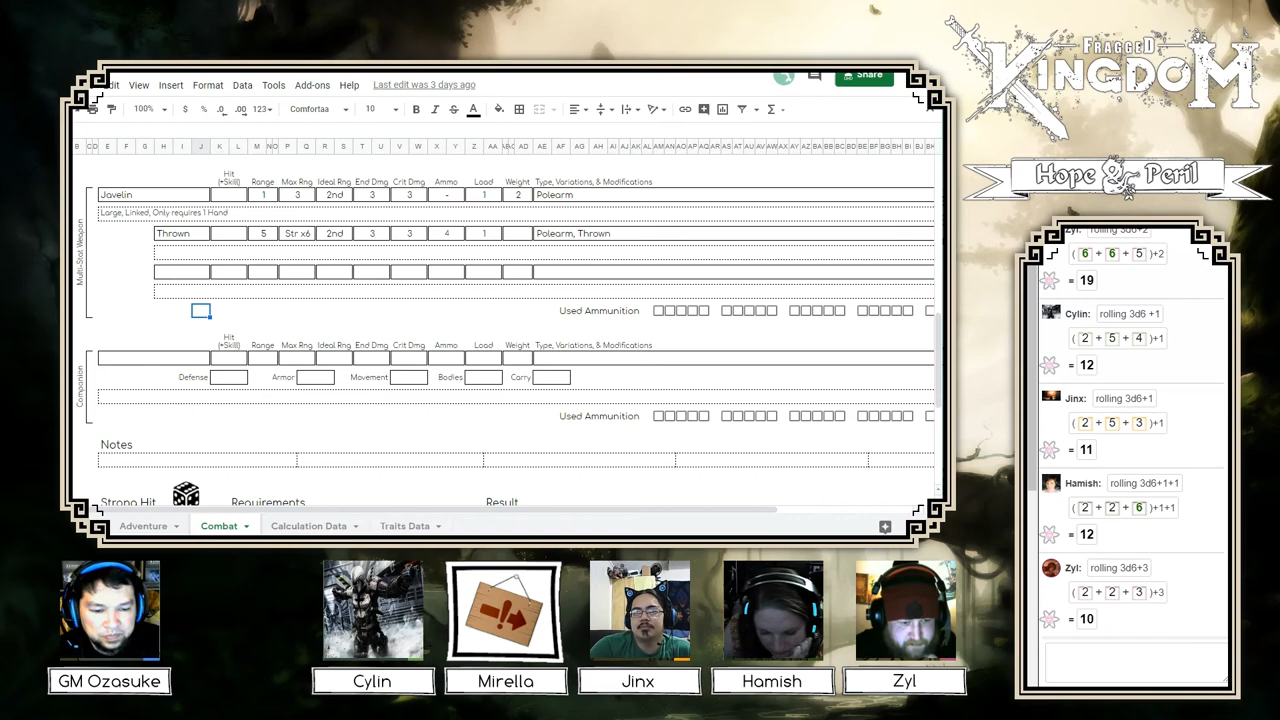 FRAGGED
KINGDOM
Hope & Peril
dit View Insert Format Data Tools Add-ons Help Last edit was 3 days ago
Share
100% $ % .0 .00 123 Comfortaa 10 B I S A
Hit (+Skill) Range Max Rng Ideal Rng End Dmg Crit Dmg Ammo Load Weight Type, Variations, & Modifications
Multi-Stat Weapon
Javelin 1 3 2nd 3 3 - 1 2 Polearm
Large, Linked, Only requires 1 Hand
Thrown 5 Str x6 2nd 3 3 4 1 Polearm, Thrown
Used Ammunition
Hit (+Skill) Range Max Rng Ideal Rng End Dmg Crit Dmg Ammo Load Weight Type, Variations, & Modifications
Companion
Defense Armor Movement Bodies Carry
Used Ammunition
Notes
Strong Hit Requirements Result
Adventure Combat Calculation Data Traits Data
Zyl: rolling 3d6+2
( 6 + 6 + 5 )+2
= 19
Cylin: rolling 3d6 +1
( 2 + 5 + 4 )+1
= 12
Jinx: rolling 3d6+1
( 2 + 5 + 3 )+1
= 11
Hamish: rolling 3d6+1+1
( 2 + 2 + 6 )+1+1
= 12
Zyl: rolling 3d6+3
( 2 + 2 + 3 )+3
= 10
GM Ozasuke
Cylin
Mirella
Jinx
Hamish
Zyl